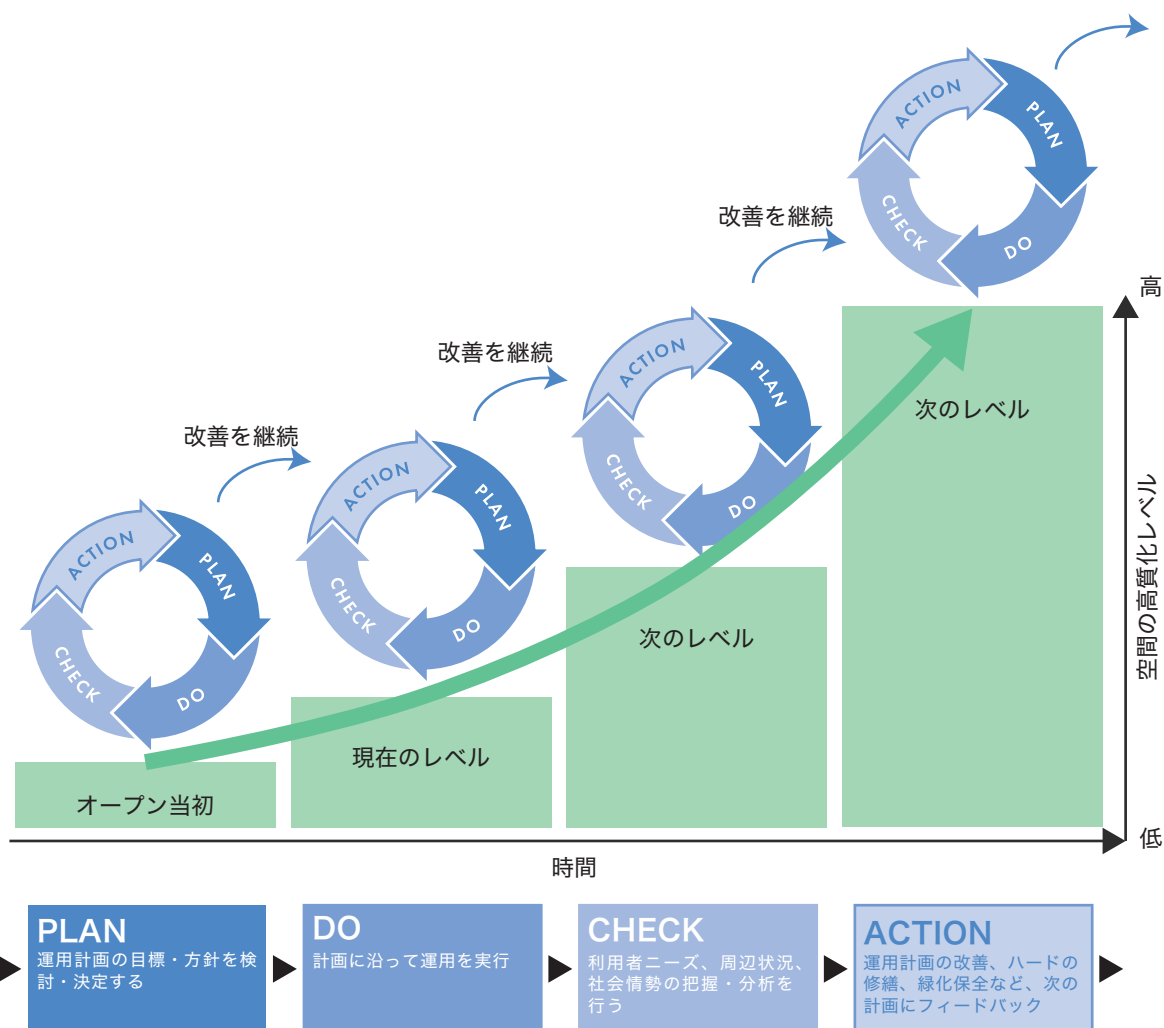 ACTION
PLAN
CHECK
DO
改善を継続
高
改善を継続
ACTION
PLAN
CHECK
DO
次のレベル
改善を継続
ACTION
PLAN
CHECK
DO
空間の高質化レベル
ACTION
PLAN
CHECK
DO
次のレベル
現在のレベル
オープン当初
低
時間
PLAN
運用計画の目標・方針を検
討・決定する
DO
計画に沿って運用を実行
CHECK
利用者ニーズ、周辺状況、
社会情勢の把握・分析を
行う
ACTION
運用計画の改善、ハードの
修繕、緑化保全など、次の
計画にフィードバック